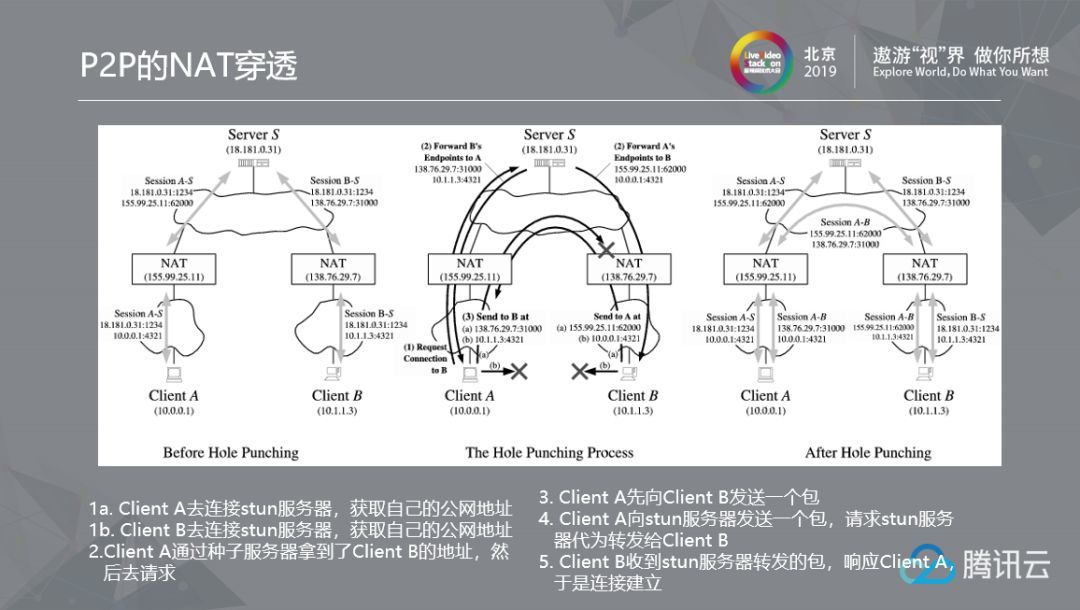 P2P的NAT穿透
LiveVideo
StackCon
北京
2019
遨游“视”界 做你所想
Explore World, Do What You Want
Server S
(18.181.0.31)
Session A-S
18.181.0.31:1234
155.99.25.11:62000
Session B-S
18.181.0.31:1234
138.76.29.7:31000
NAT
(155.99.25.11)
NAT
(138.76.29.7)
Session A-S
18.181.0.31:1234
10.0.0.1:4321
Session B-S
18.181.0.31:1234
10.1.1.3:4321
Client A
(10.0.0.1)
Client B
(10.1.1.3)
Before Hole Punching
(2) Forward B's
Endpoints to A
138.76.29.7:31000
10.1.1.3:4321
Server S
(18.181.0.31)
(2) Forward A's
Endpoints to B
155.99.25.11:62000
10.0.0.1:4321
NAT
(155.99.25.11)
NAT
(138.76.29.7)
(3) Send to B at
(a) 138.76.29.7:31000
(b) 10.1.1.3:4321
Send to A at
(a) 155.99.25.11:62000
(b) 10.0.0.1:4321
(1) Request
Connection
to B
(a)
(b)
(a)
(b)
Client A
(10.0.0.1)
Client B
(10.1.1.3)
The Hole Punching Process
Server S
(18.181.0.31)
Session A-S
18.181.0.31:1234
155.99.25.11:62000
Session B-S
18.181.0.31:1234
138.76.29.7:31000
Session A-B
155.99.25.11:62000
138.76.29.7:31000
NAT
(155.99.25.11)
NAT
(138.76.29.7)
Session A-S
18.181.0.31:1234
10.0.0.1:4321
Session A-B
138.76.29.7:31000
10.0.0.1:4321
Session A-B
155.99.25.11:62000
10.1.1.3:4321
Session B-S
18.181.0.31:1234
10.1.1.3:4321
Client A
(10.0.0.1)
Client B
(10.1.1.3)
After Hole Punching
1a. Client A去连接stun服务器，获取自己的公网地址
1b. Client B去连接stun服务器，获取自己的公网地址
2.Client A通过种子服务器拿到了Client B的地址，然
后去请求
3. Client A先向Client B发送一个包
4. Client A向stun服务器发送一个包，请求stun服务
器代为转发给Client B
5. Client B收到stun服务器转发的包，响应Client A，
于是连接建立
腾讯云